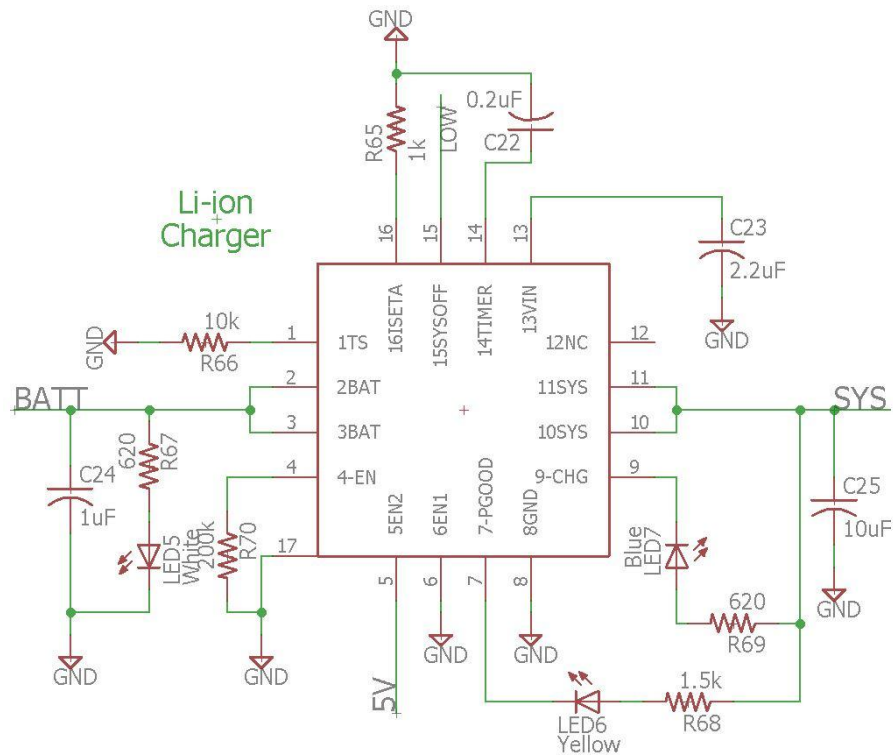 GND
0.2uF
R65
1k
LOW
C22
Li-ion
Charger
16
15
14
13
C23
2.2uF
GND
10k
GND
R66
1
1TS
16ISETA
15SYSOFF
14TIMER
13VIN
12NC
12
BATT
2
2BAT
11SYS
11
SYS
3
3BAT
10SYS
10
620
R67
C24
1uF
4
4-EN
9-CHG
9
C25
10uF
LED5
White
200k
R70
17
5EN2
6EN1
7-PGOOD
8GND
Blue
LED7
5
6
7
8
GND
620
R69
GND
GND
GND
GND
5V
1.5k
R68
LED6
Yellow